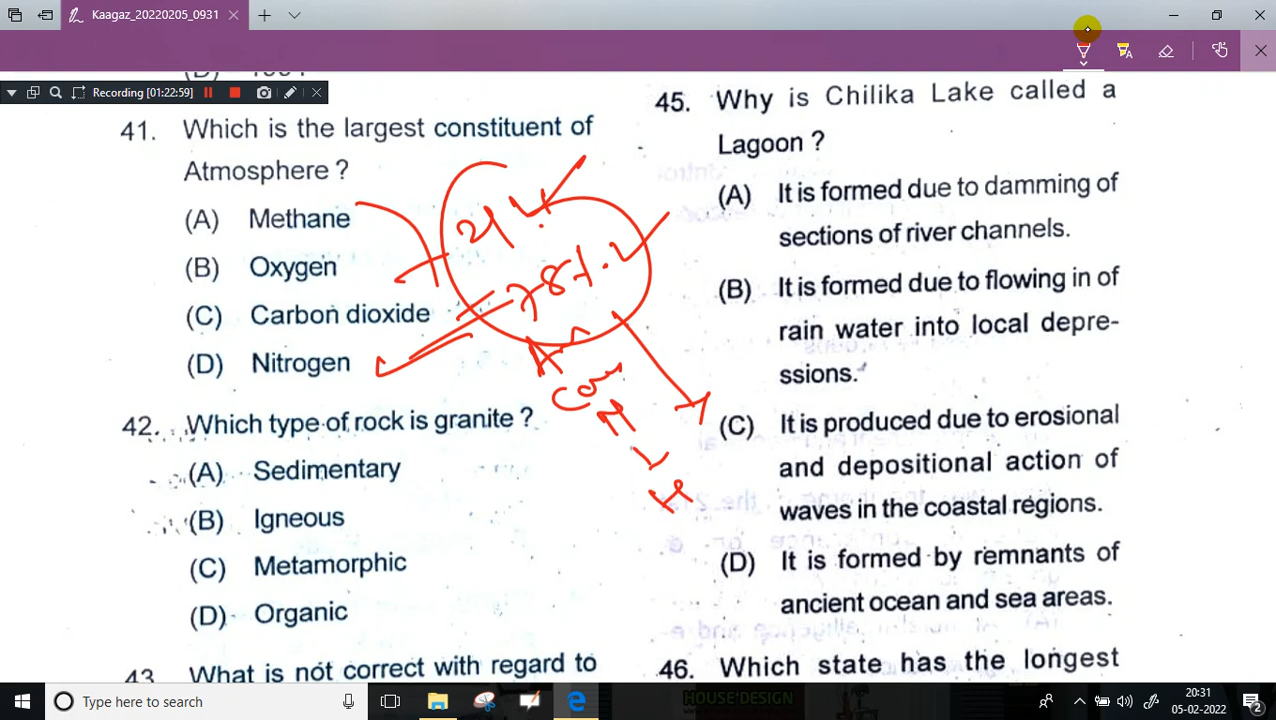 Kaagaz_20220205_0931
Recording [01:22:59]
41. Which is the largest constituent of
Atmosphere ?
(A) Methane
(B) Oxygen
(C) Carbon dioxide
(D) Nitrogen
21%
78%
42. Which type of rock is granite ?
(A) Sedimentary
(B) Igneous
(C) Metamorphic
(D) Organic
43. What is not correct with regard to
45. Why is Chilika Lake called a
Lagoon ?
(A) It is formed due to damming of
sections of river channels.
(B) It is formed due to flowing in of
rain water into local depre-
ssions.
(C) It is produced due to erosional
and depositional action of
waves in the coastal regions.
(D) It is formed by remnants of
ancient ocean and sea areas.
46. Which state has the longest
Type here to search
HOUSE DESIGN
20:31
05-02-2022
2